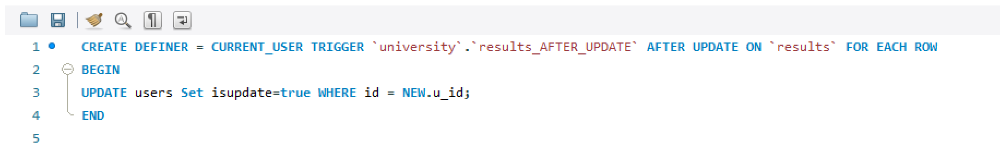 1 CREATE DEFINER = CURRENT_USER TRIGGER `university`.`results_AFTER_UPDATE` AFTER UPDATE ON `results` FOR EACH ROW
2 BEGIN
3 UPDATE users Set isupdate=true WHERE id = NEW.u_id;
4 END
5